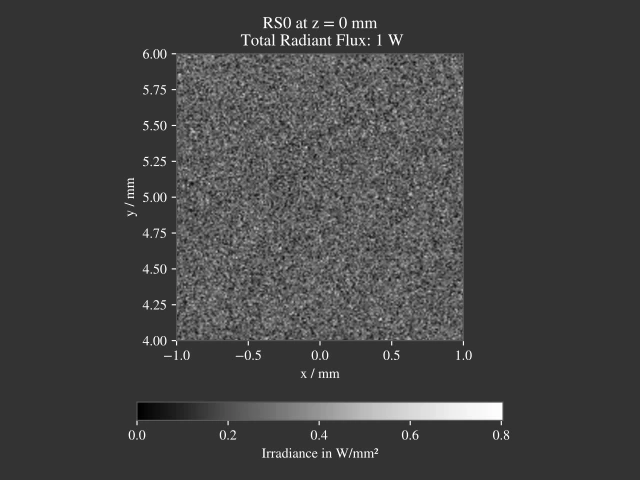 RS0 at z = 0 mm
Total Radiant Flux: 1 W
6.00
5.75
5.50
5.25
5.00
4.75
4.50
4.25
4.00
y / mm
−1.0 −0.5 0.0 0.5 1.0
x / mm
0.0 0.2 0.4 0.6 0.8
Irradiance in W/mm²